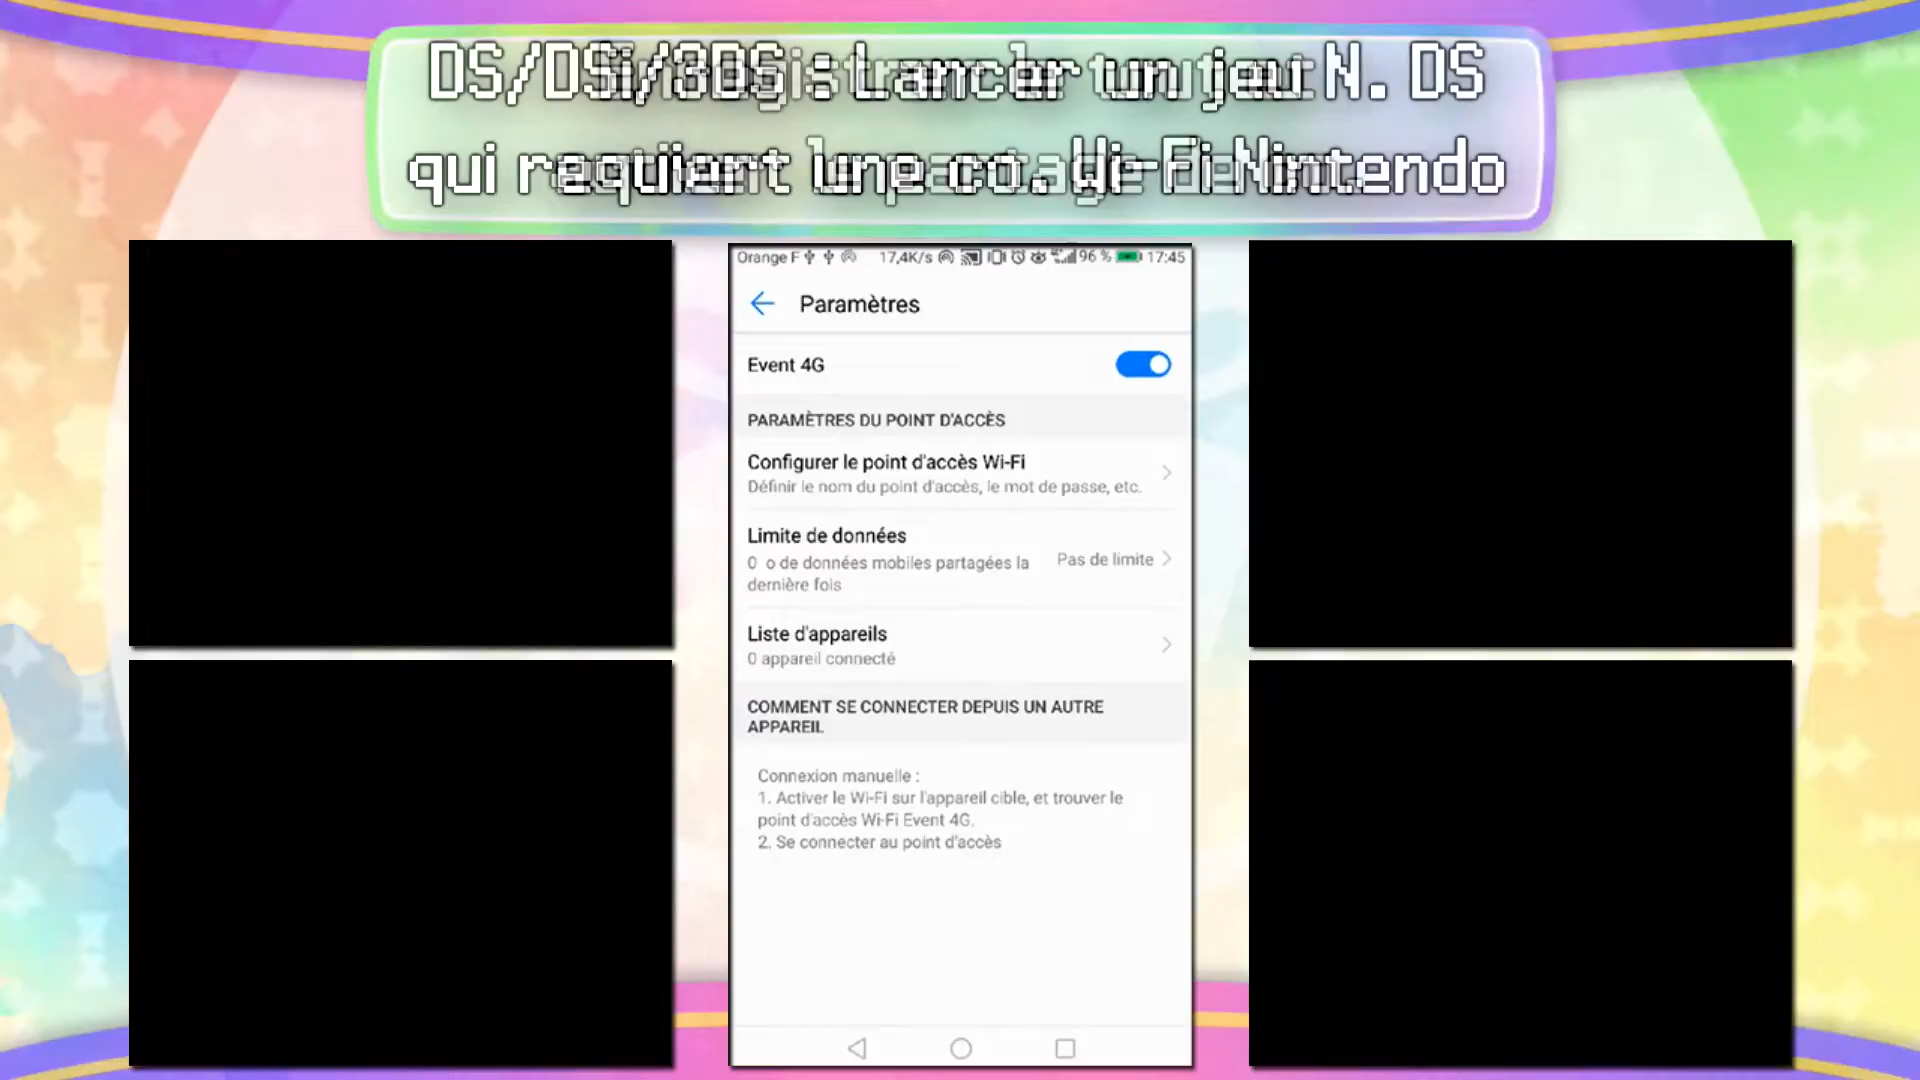 DS/DSi/3DS : Lancer un jeu N. DS
qui requiert une co. Wi-Fi Nintendo
Orange F 17,4K/s 96 % 17:45
Paramètres
Event 4G
PARAMÈTRES DU POINT D'ACCÈS
Configurer le point d'accès Wi-Fi
Définir le nom du point d'accès, le mot de passe, etc.
Limite de données
0 o de données mobiles partagées la
dernière fois
Pas de limite
Liste d'appareils
0 appareil connecté
COMMENT SE CONNECTER DEPUIS UN AUTRE
APPAREIL
Connexion manuelle :
1. Activer le Wi-Fi sur l'appareil cible, et trouver le
point d'accès Wi-Fi Event 4G.
2. Se connecter au point d'accès